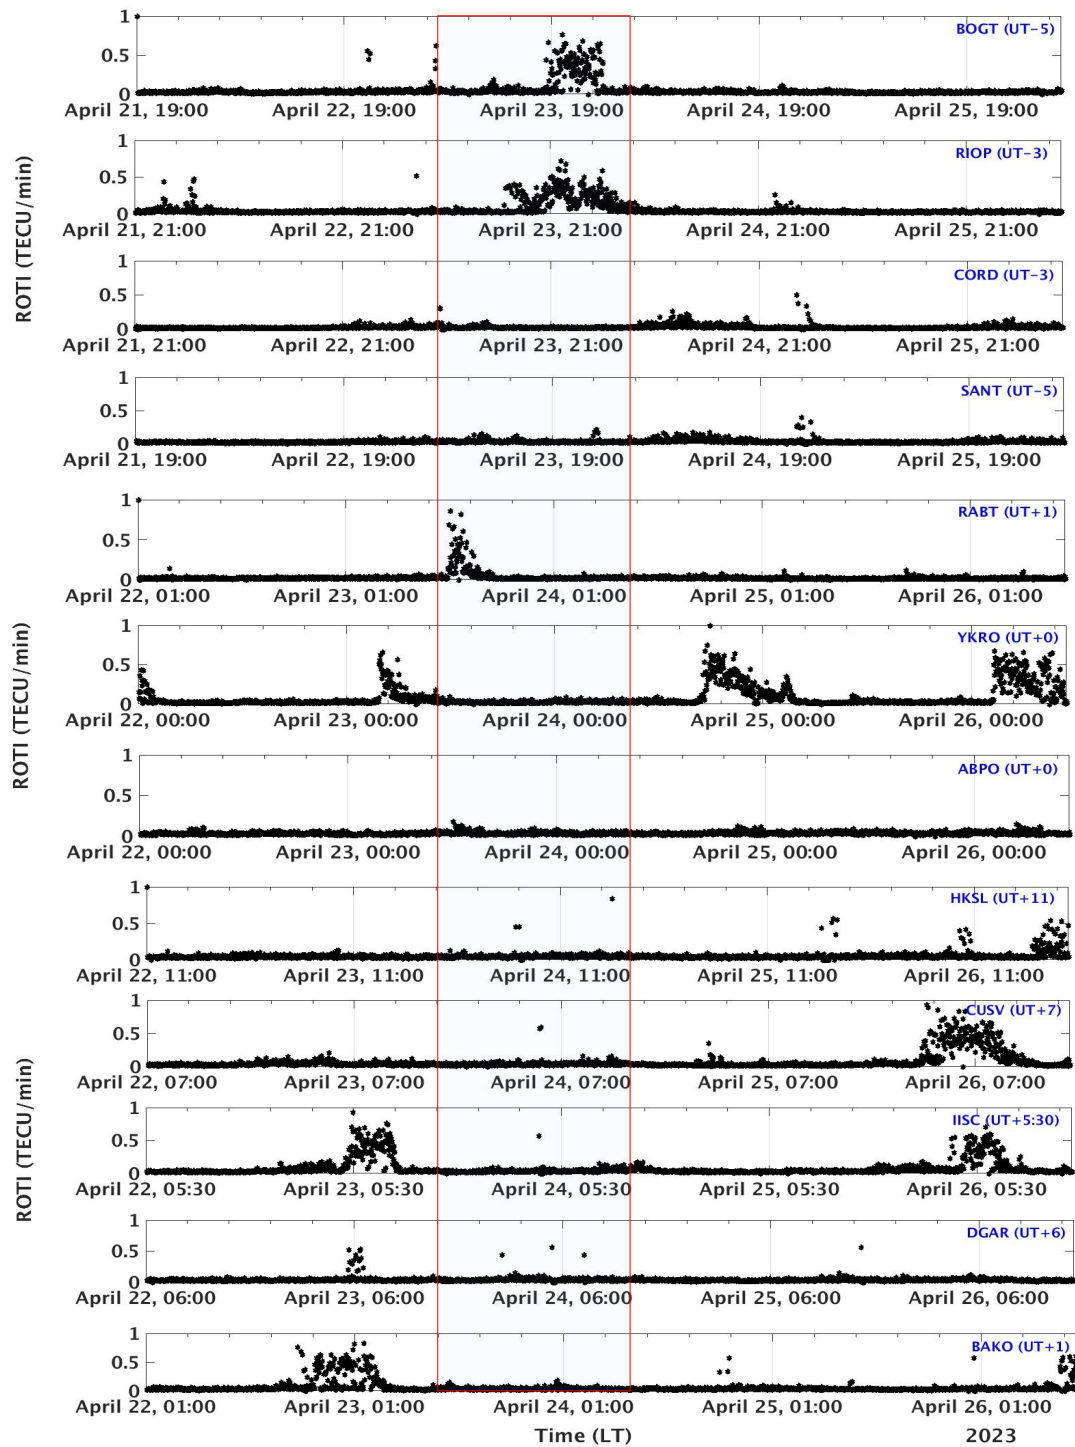 1
BOGT (UT−5)
0.5
0
April 21, 19:00 April 22, 19:00 April 23, 19:00 April 24, 19:00 April 25, 19:00
1
RIOP (UT−3)
0.5
0
April 21, 21:00 April 22, 21:00 April 23, 21:00 April 24, 21:00 April 25, 21:00
ROTI (TECU/min)
1
CORD (UT−3)
0.5
0
April 21, 21:00 April 22, 21:00 April 23, 21:00 April 24, 21:00 April 25, 21:00
1
SANT (UT−5)
0.5
0
April 21, 19:00 April 22, 19:00 April 23, 19:00 April 24, 19:00 April 25, 19:00
1
RABT (UT+1)
0.5
0
April 22, 01:00 April 23, 01:00 April 24, 01:00 April 25, 01:00 April 26, 01:00
1
YKRO (UT+0)
0.5
0
April 22, 00:00 April 23, 00:00 April 24, 00:00 April 25, 00:00 April 26, 00:00
ROTI (TECU/min)
1
ABPO (UT+0)
0.5
0
April 22, 00:00 April 23, 00:00 April 24, 00:00 April 25, 00:00 April 26, 00:00
1
HKSL (UT+11)
0.5
0
April 22, 11:00 April 23, 11:00 April 24, 11:00 April 25, 11:00 April 26, 11:00
1
CUSV (UT+7)
0.5
0
April 22, 07:00 April 23, 07:00 April 24, 07:00 April 25, 07:00 April 26, 07:00
ROTI (TECU/min)
1
IISC (UT+5:30)
0.5
0
April 22, 05:30 April 23, 05:30 April 24, 05:30 April 25, 05:30 April 26, 05:30
1
DGAR (UT+6)
0.5
0
April 22, 06:00 April 23, 06:00 April 24, 06:00 April 25, 06:00 April 26, 06:00
1
BAKO (UT+1)
0.5
0
April 22, 01:00 April 23, 01:00 April 24, 01:00 April 25, 01:00 April 26, 01:00
Time (LT) 2023